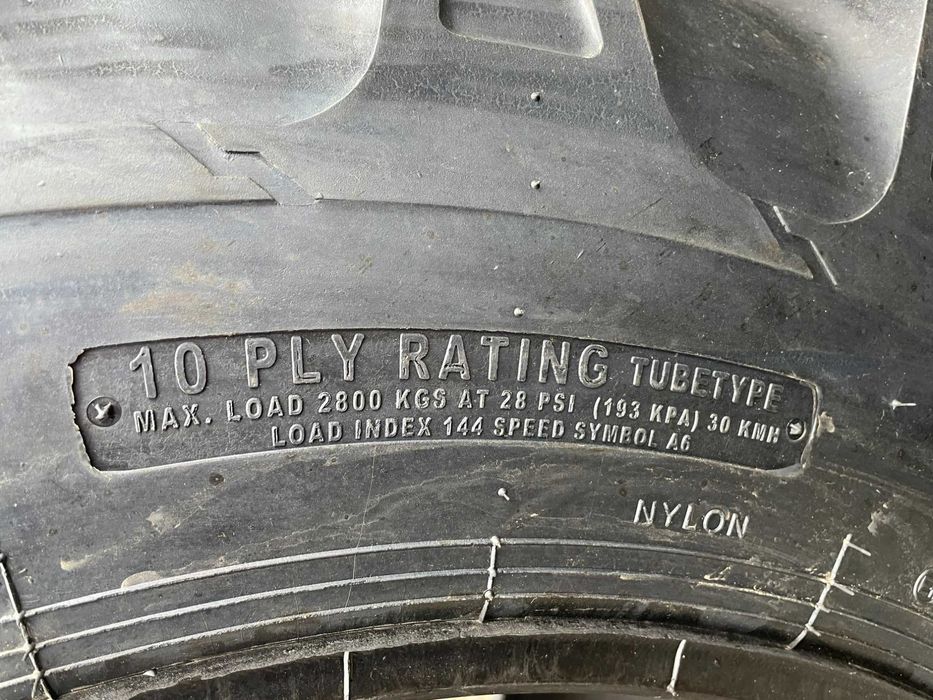 10 PLY RATING TUBETYPE
MAX. LOAD 2800 KGS AT 28 PSI (193 KPA) 30 KMH
LOAD INDEX 144 SPEED SYMBOL A6
NYLON